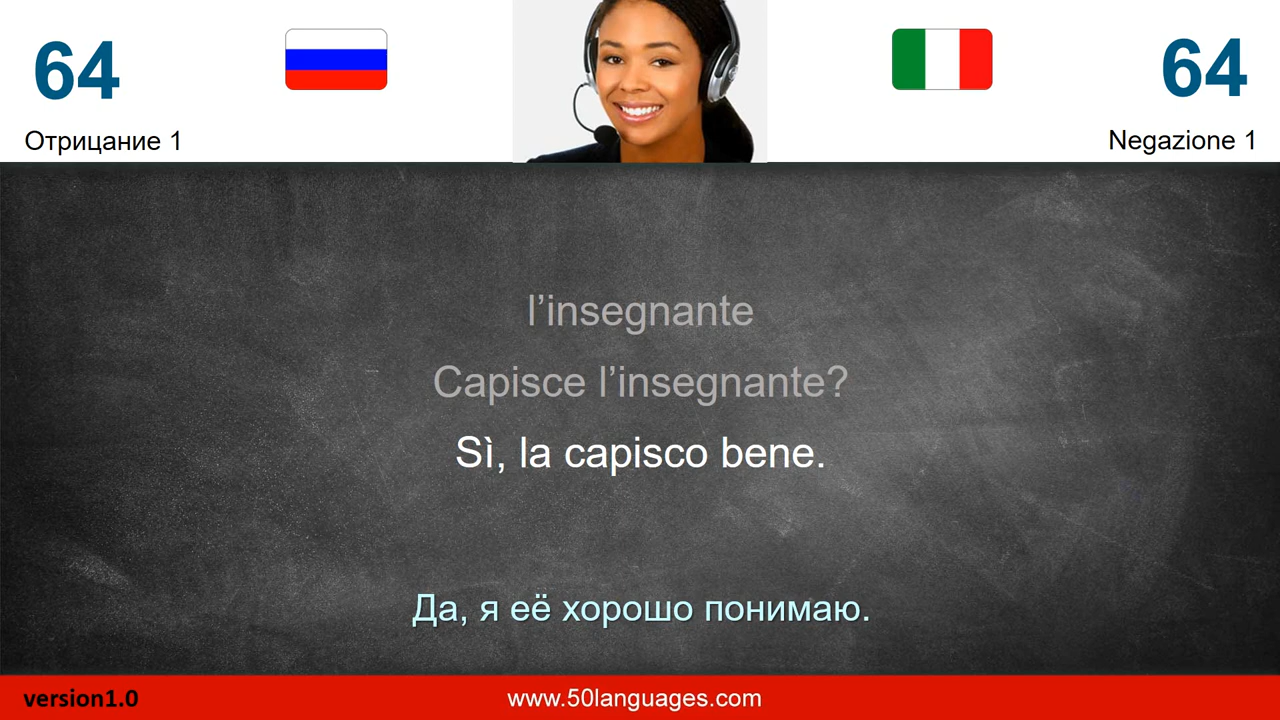 64
64
Отрицание 1
Negazione 1
l’insegnante
Capisce l’insegnante?
Sì, la capisco bene.
Да, я её хорошо понимаю.
version1.0
www.50languages.com